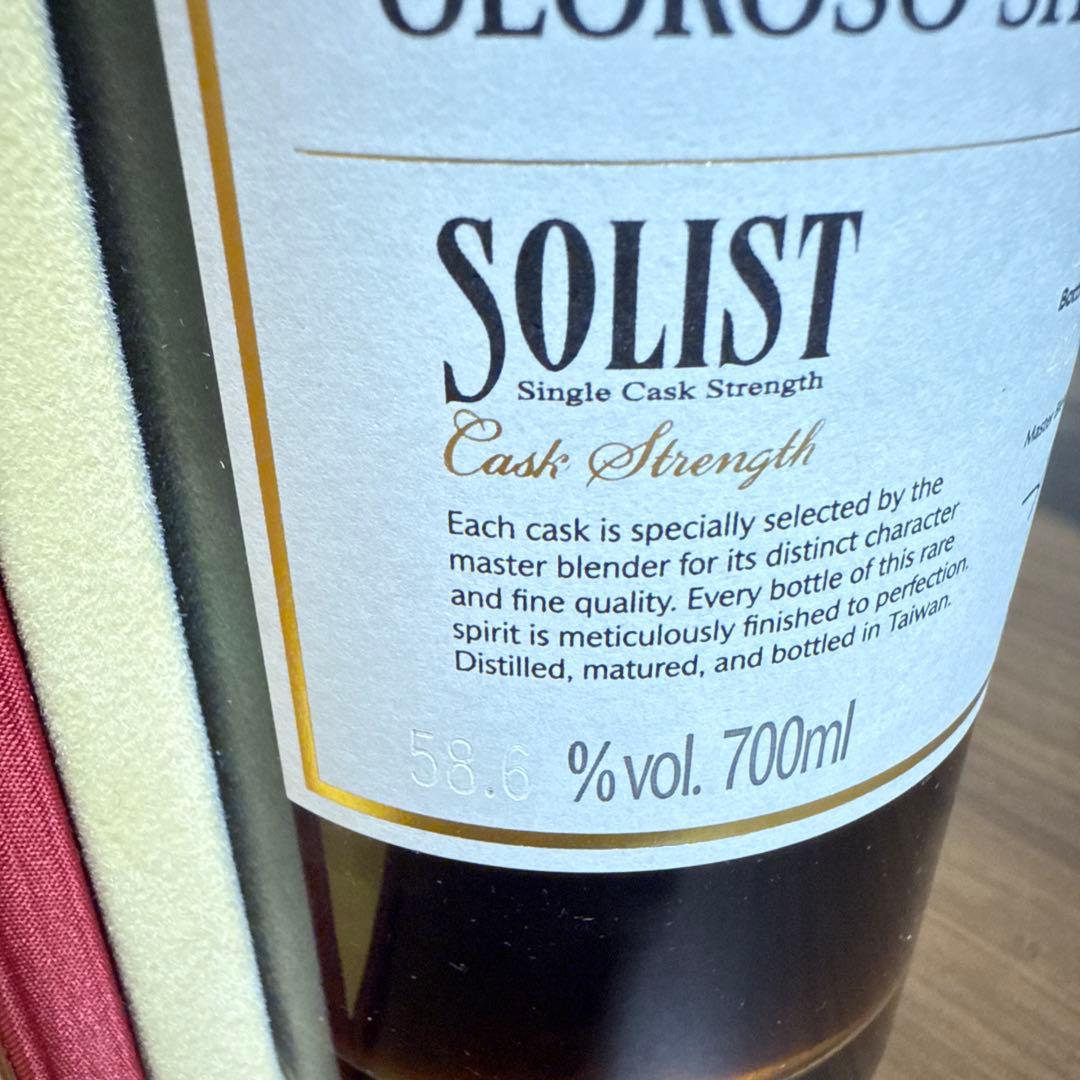 OLOROSO
SOLIST
Single Cask Strength
Cask Strength
Each cask is specially selected by the
master blender for its distinct character
and fine quality. Every bottle of this rare
spirit is meticulously finished to perfection.
Distilled, matured, and bottled in Taiwan.
58.6 %vol. 700ml